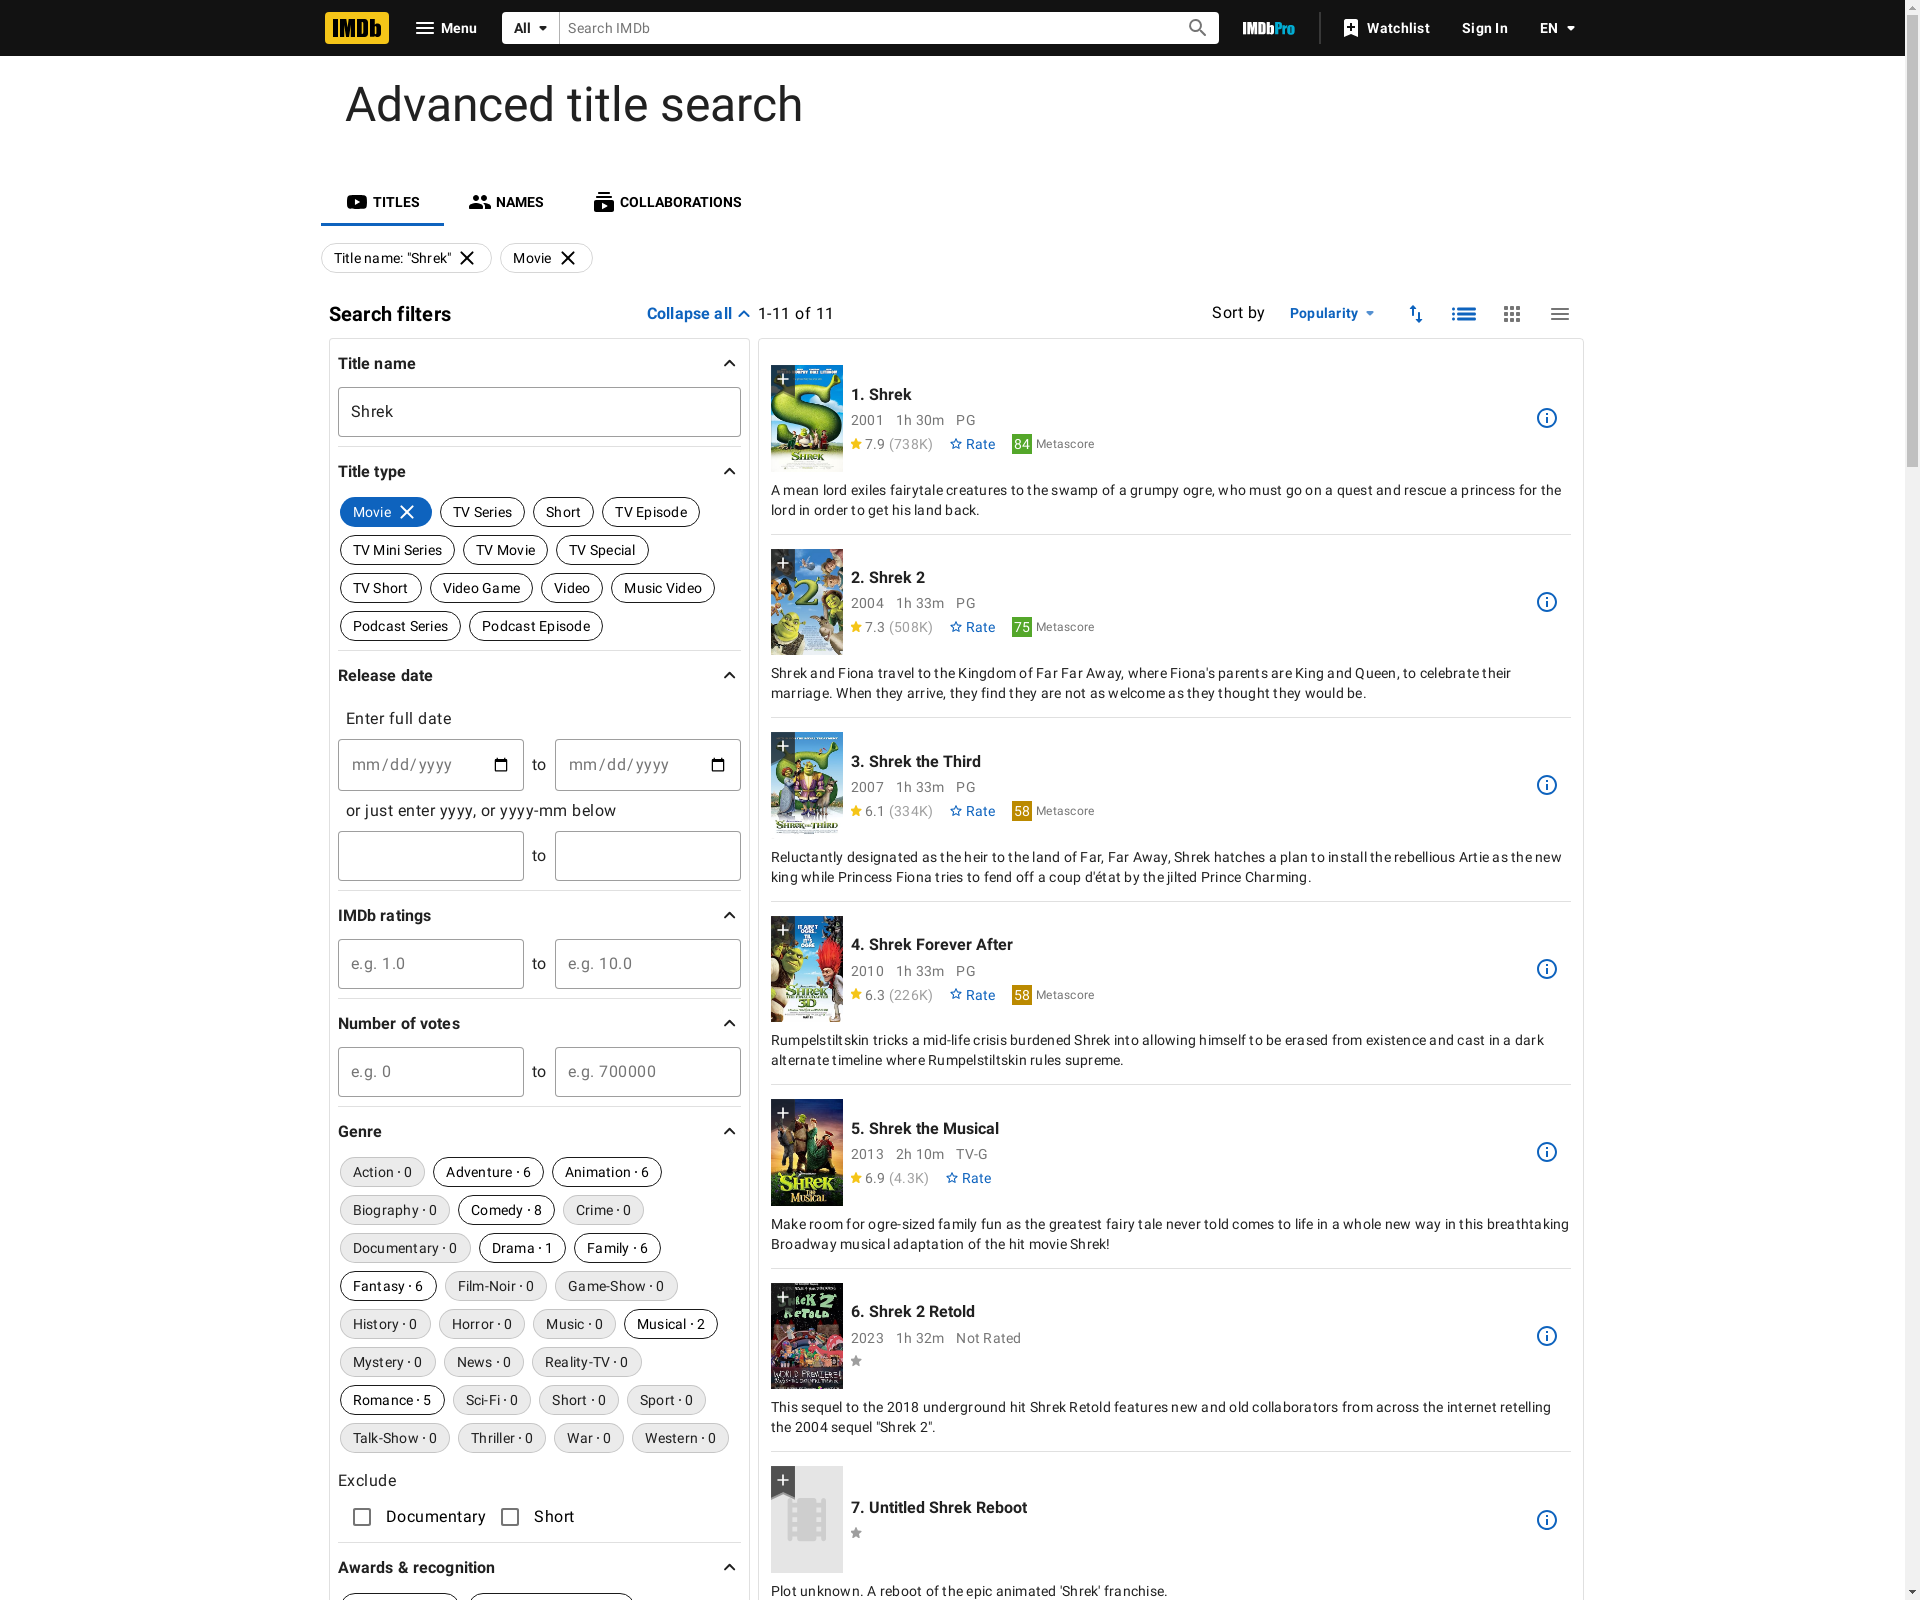 IMDb Menu All Search IMDb IMDbPro Watchlist Sign In EN
Advanced title search
TITLES NAMES COLLABORATIONS
Title name: "Shrek" Movie
Search filters Collapse all 1-11 of 11 Sort by Popularity
Title name
Shrek
Title type
Movie TV Series Short TV Episode
TV Mini Series TV Movie TV Special
TV Short Video Game Video Music Video
Podcast Series Podcast Episode
Release date
Enter full date
mm/dd/yyyy to mm/dd/yyyy
or just enter yyyy, or yyyy-mm below
to
IMDb ratings
e.g. 1.0 to e.g. 10.0
Number of votes
e.g. 0 to e.g. 700000
Genre
Action · 0 Adventure · 6 Animation · 6
Biography · 0 Comedy · 8 Crime · 0
Documentary · 0 Drama · 1 Family · 6
Fantasy · 6 Film-Noir · 0 Game-Show · 0
History · 0 Horror · 0 Music · 0 Musical · 2
Mystery · 0 News · 0 Reality-TV · 0
Romance · 5 Sci-Fi · 0 Short · 0 Sport · 0
Talk-Show · 0 Thriller · 0 War · 0 Western · 0
Exclude
Documentary Short
Awards & recognition
SHREK
1. Shrek
2001 1h 30m PG
7.9 (738K) Rate 84 Metascore
A mean lord exiles fairytale creatures to the swamp of a grumpy ogre, who must go on a quest and rescue a princess for the
lord in order to get his land back.
2
2. Shrek 2
2004 1h 33m PG
7.3 (508K) Rate 75 Metascore
Shrek and Fiona travel to the Kingdom of Far Far Away, where Fiona's parents are King and Queen, to celebrate their
marriage. When they arrive, they find they are not as welcome as they thought they would be.
SHREK THE THIRD
3. Shrek the Third
2007 1h 33m PG
6.1 (334K) Rate 58 Metascore
Reluctantly designated as the heir to the land of Far, Far Away, Shrek hatches a plan to install the rebellious Artie as the new
king while Princess Fiona tries to fend off a coup d'état by the jilted Prince Charming.
IT AIN'T
OGRE
TIL
IT'S
OGRE
SHREK
3D
4. Shrek Forever After
2010 1h 33m PG
6.3 (226K) Rate 58 Metascore
Rumpelstiltskin tricks a mid-life crisis burdened Shrek into allowing himself to be erased from existence and cast in a dark
alternate timeline where Rumpelstiltskin rules supreme.
SHREK
THE
MUSICAL
5. Shrek the Musical
2013 2h 10m TV-G
6.9 (4.3K) Rate
Make room for ogre-sized family fun as the greatest fairy tale never told comes to life in a whole new way in this breathtaking
Broadway musical adaptation of the hit movie Shrek!
RETOLD
WORLD PREMIERE!
6. Shrek 2 Retold
2023 1h 32m Not Rated
This sequel to the 2018 underground hit Shrek Retold features new and old collaborators from across the internet retelling
the 2004 sequel "Shrek 2".
7. Untitled Shrek Reboot
Plot unknown. A reboot of the epic animated 'Shrek' franchise.